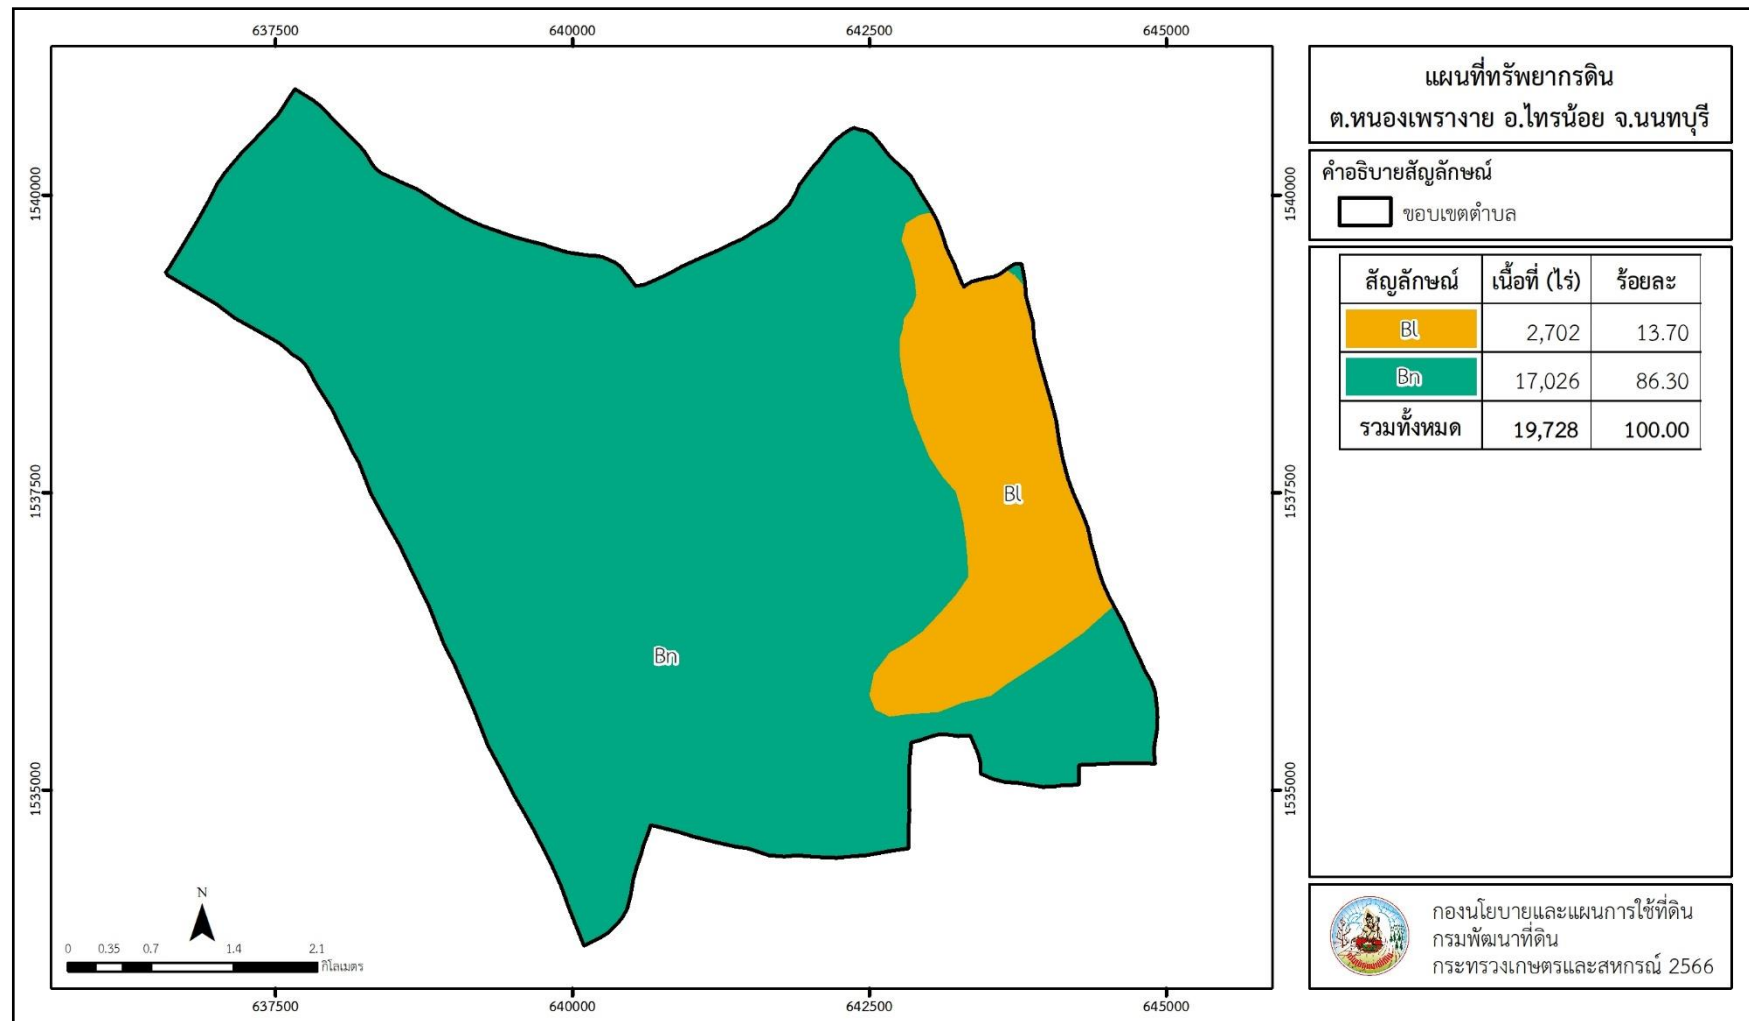 637500 640000 642500 645000
1540000 1540000
1537500 1537500
1535000 1535000
Bl
Bn
N
0 0.35 0.7 1.4 2.1
กิโลเมตร
637500 640000 642500 645000
แผนที่ทรัพยากรดิน
ต.หนองเพรางาย อ.ไทรน้อย จ.นนทบุรี
คำอธิบายสัญลักษณ์
ขอบเขตตำบล
สัญลักษณ์ เนื้อที่ (ไร่) ร้อยละ
Bl 2,702 13.70
Bn 17,026 86.30
รวมทั้งหมด 19,728 100.00
กองนโยบายและแผนการใช้ที่ดิน
กรมพัฒนาที่ดิน
กระทรวงเกษตรและสหกรณ์ 2566